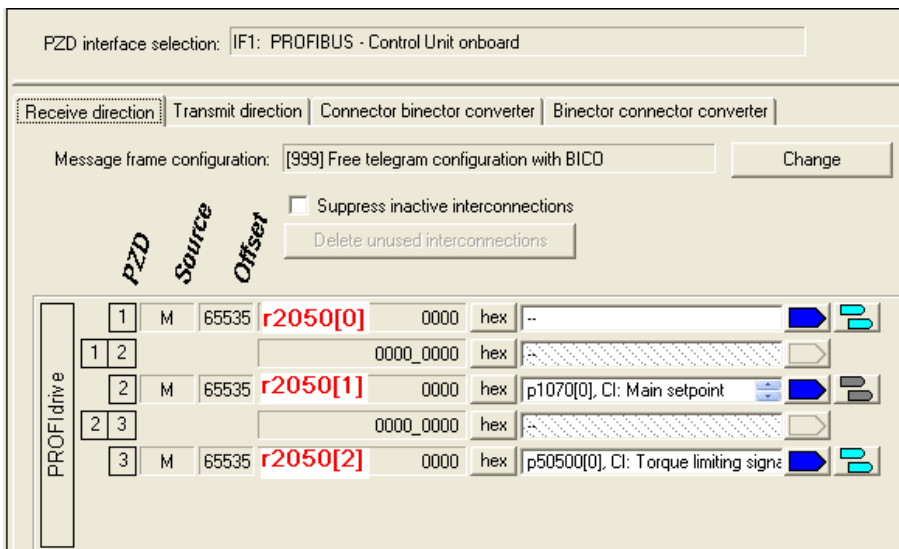 PZD interface selection: IF1: PROFIBUS - Control Unit onboard
Receive direction Transmit direction Connector binector converter Binector connector converter
Message frame configuration: [999] Free telegram configuration with BICO Change
Suppress inactive interconnections
Delete unused interconnections
PZD Source Offset
PROFIdrive
1 M 65535 r2050[0] 0000 hex --
1 2 0000_0000 hex --
2 M 65535 r2050[1] 0000 hex p1070[0], CI: Main setpoint
2 3 0000_0000 hex --
3 M 65535 r2050[2] 0000 hex p50500[0], CI: Torque limiting signa